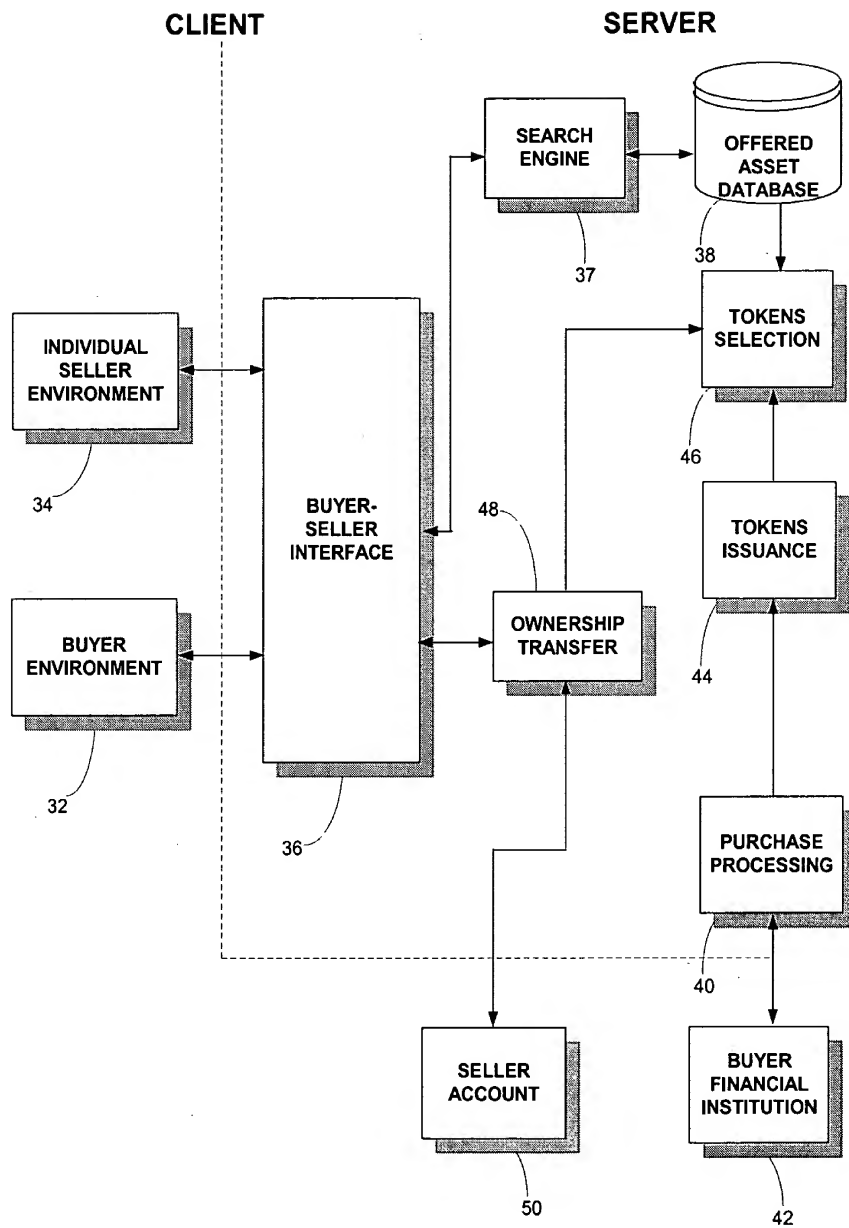 CLIENT
SERVER
SEARCH
ENGINE
37
OFFERED
ASSET
DATABASE
38
INDIVIDUAL
SELLER
ENVIRONMENT
34
BUYER-
SELLER
INTERFACE
36
TOKENS
SELECTION
46
TOKENS
ISSUANCE
44
48
OWNERSHIP
TRANSFER
BUYER
ENVIRONMENT
32
PURCHASE
PROCESSING
40
SELLER
ACCOUNT
50
BUYER
FINANCIAL
INSTITUTION
42